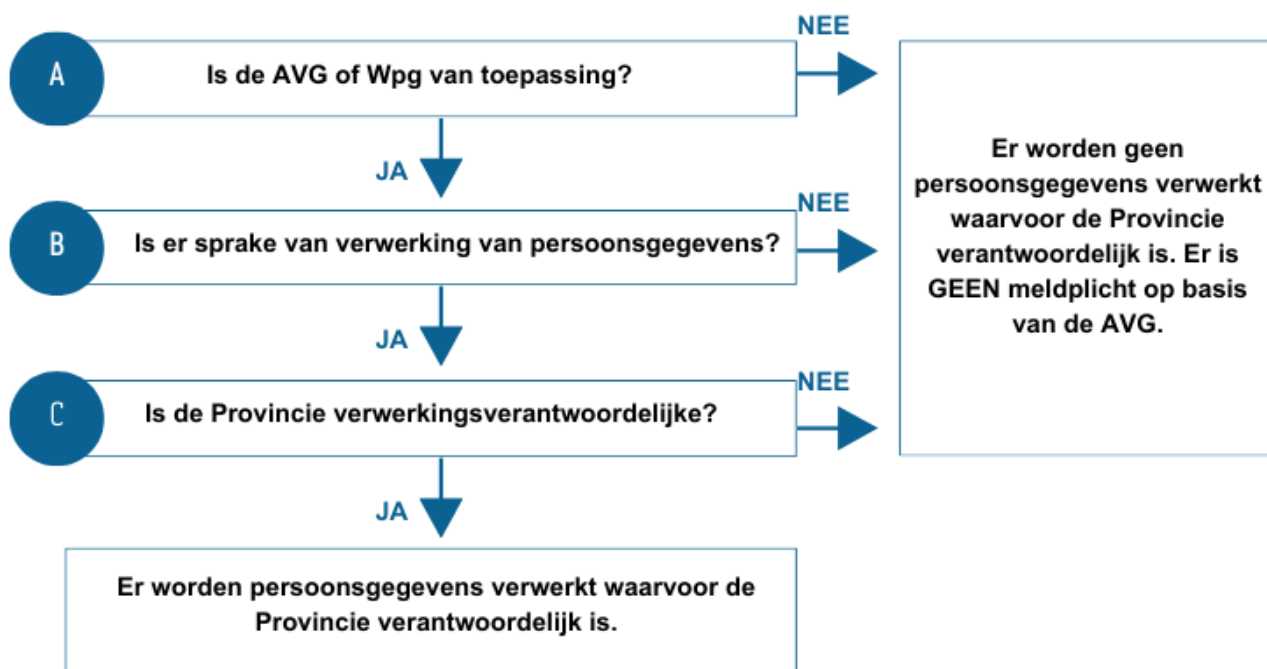 NEE
A
Is de AVG of Wpg van toepassing?
JA
NEE
B
Is er sprake van verwerking van persoonsgegevens?
JA
NEE
C
Is de Provincie verwerkingsverantwoordelijke?
JA
Er worden geen
persoonsgegevens verwerkt
waarvoor de Provincie
verantwoordelijk is. Er is
GEEN meldplicht op basis
van de AVG.
Er worden persoonsgegevens verwerkt waarvoor de
Provincie verantwoordelijk is.